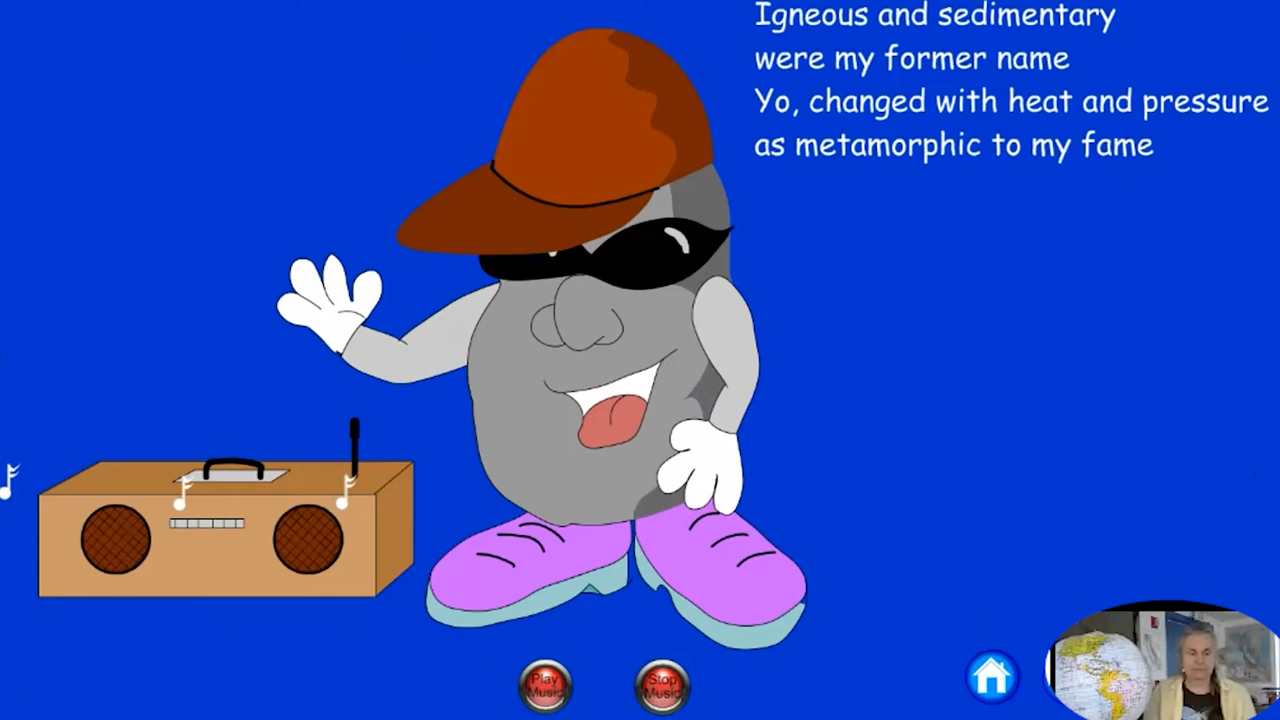 Igneous and sedimentary
were my former name
Yo, changed with heat and pressure
as metamorphic to my fame
Play
Music
Stop
Music